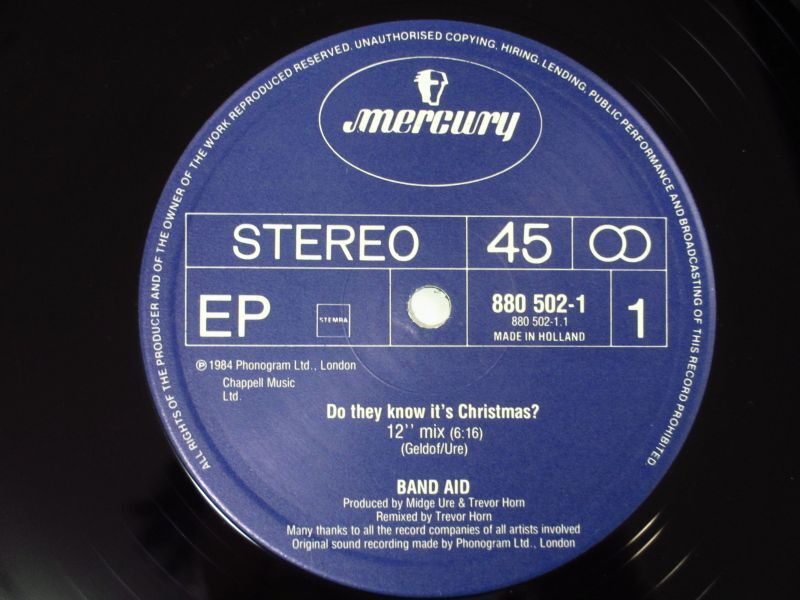 ALL RIGHTS OF THE PRODUCER AND OF THE OWNER OF THE WORK REPRODUCED RESERVED. UNAUTHORISED COPYING, HIRING, LENDING, PUBLIC PERFORMANCE AND BROADCASTING OF THIS RECORD PROHIBITED.
mercury
STEREO
45
EP
STEMRA
880 502-1
880 502-1.1
MADE IN HOLLAND
1
℗ 1984 Phonogram Ltd., London
Chappell Music
Ltd.
Do they know it's Christmas?
12'' mix (6:16)
(Geldof/Ure)
BAND AID
Produced by Midge Ure & Trevor Horn
Remixed by Trevor Horn
Many thanks to all the record companies of all artists involved
Original sound recording made by Phonogram Ltd., London